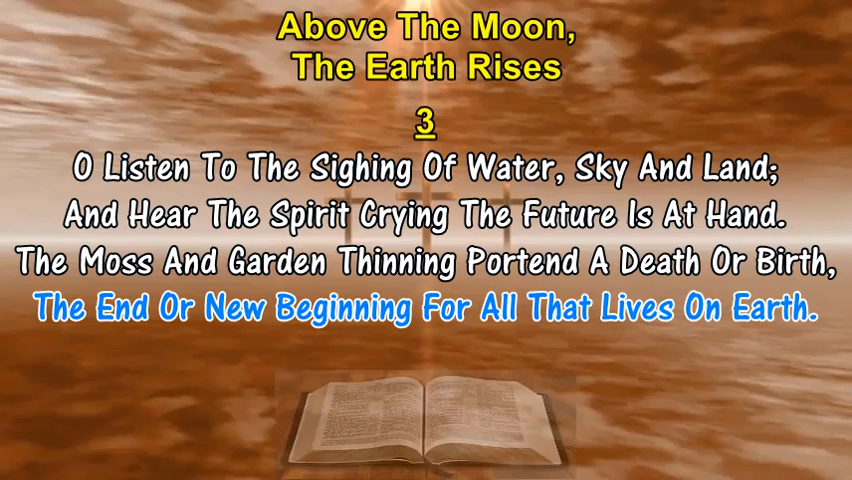 Above The Moon,
The Earth Rises
3
O Listen To The Sighing Of Water, Sky And Land;
And Hear The Spirit Crying The Future Is At Hand.
The Moss And Garden Thinning Portend A Death Or Birth,
The End Or New Beginning For All That Lives On Earth.